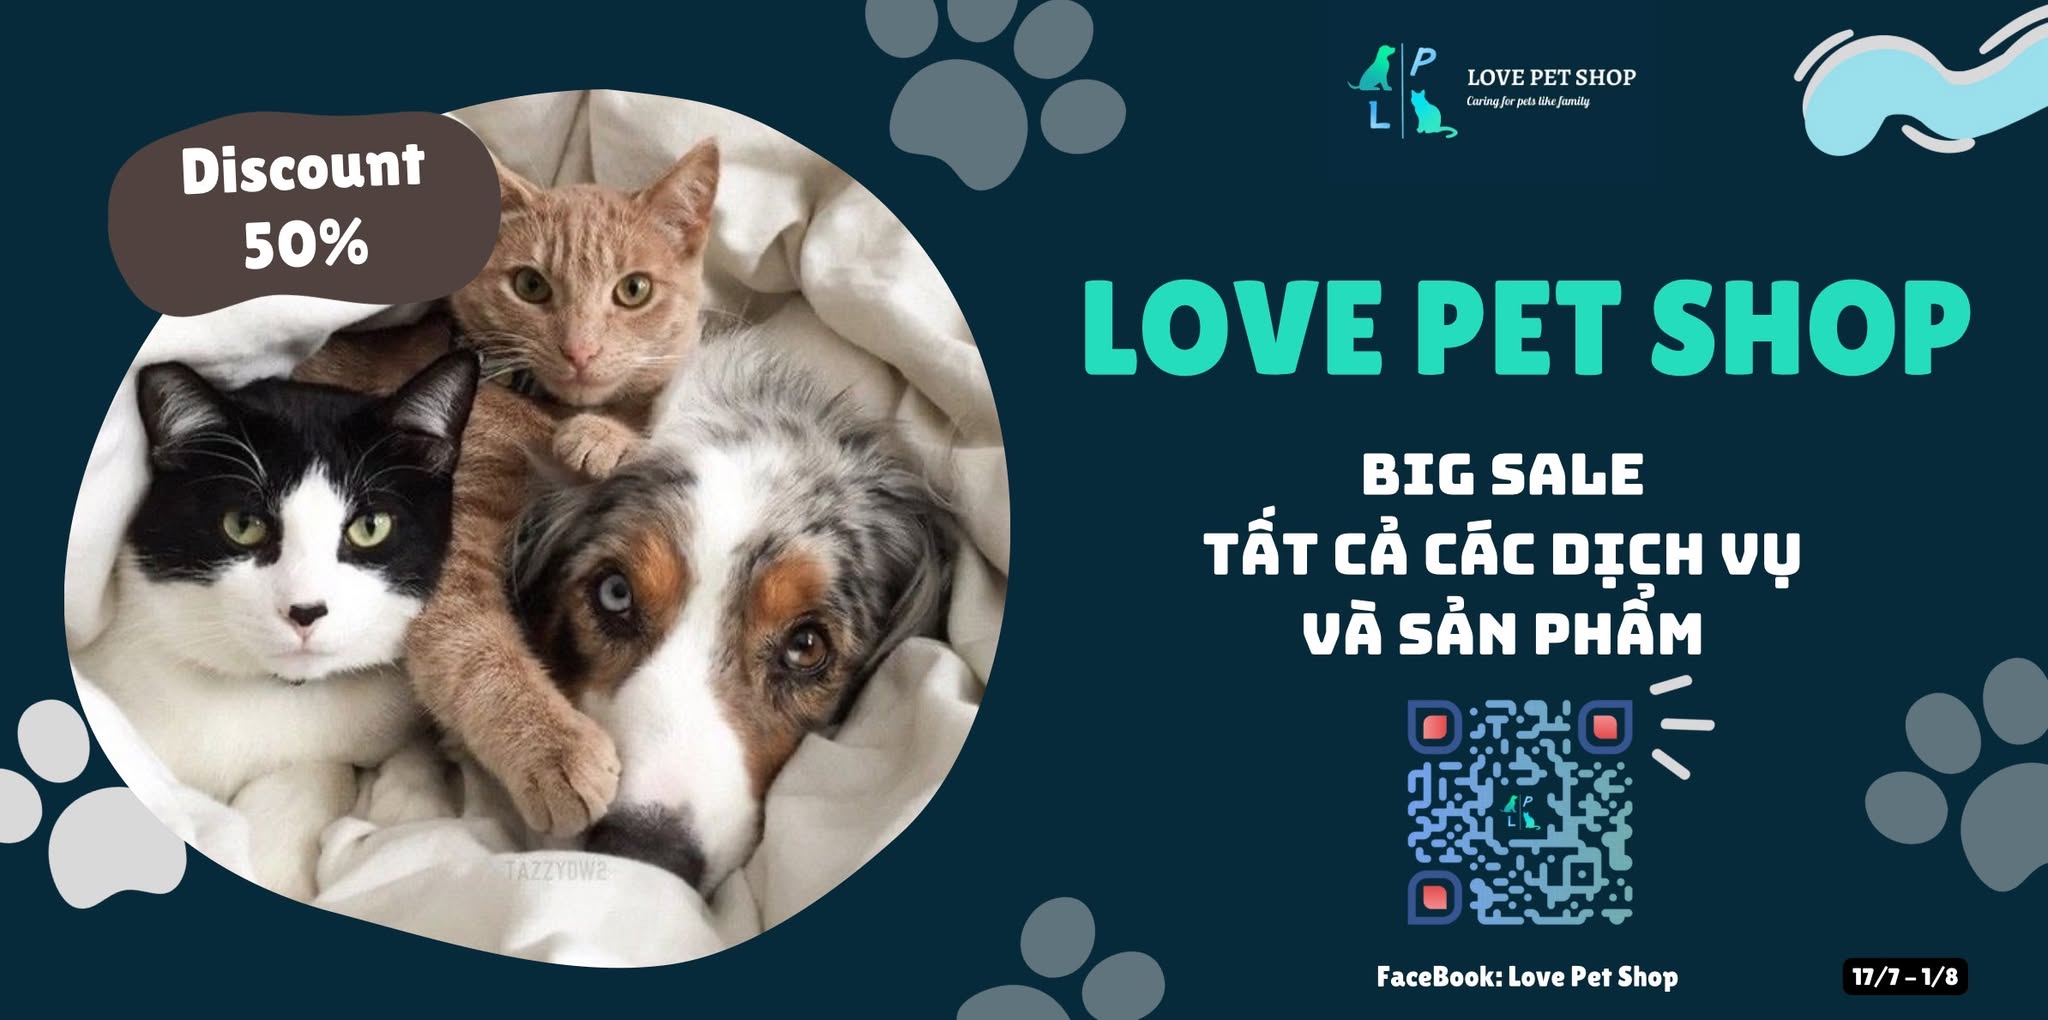 Discount
50%
P
L
LOVE PET SHOP
Caring for pets like family
LOVE PET SHOP
BIG SALE
TẤT CẢ CÁC DỊCH VỤ
VÀ SẢN PHẨM
P
L
TAZZYDWS
FaceBook: Love Pet Shop
17/7 - 1/8